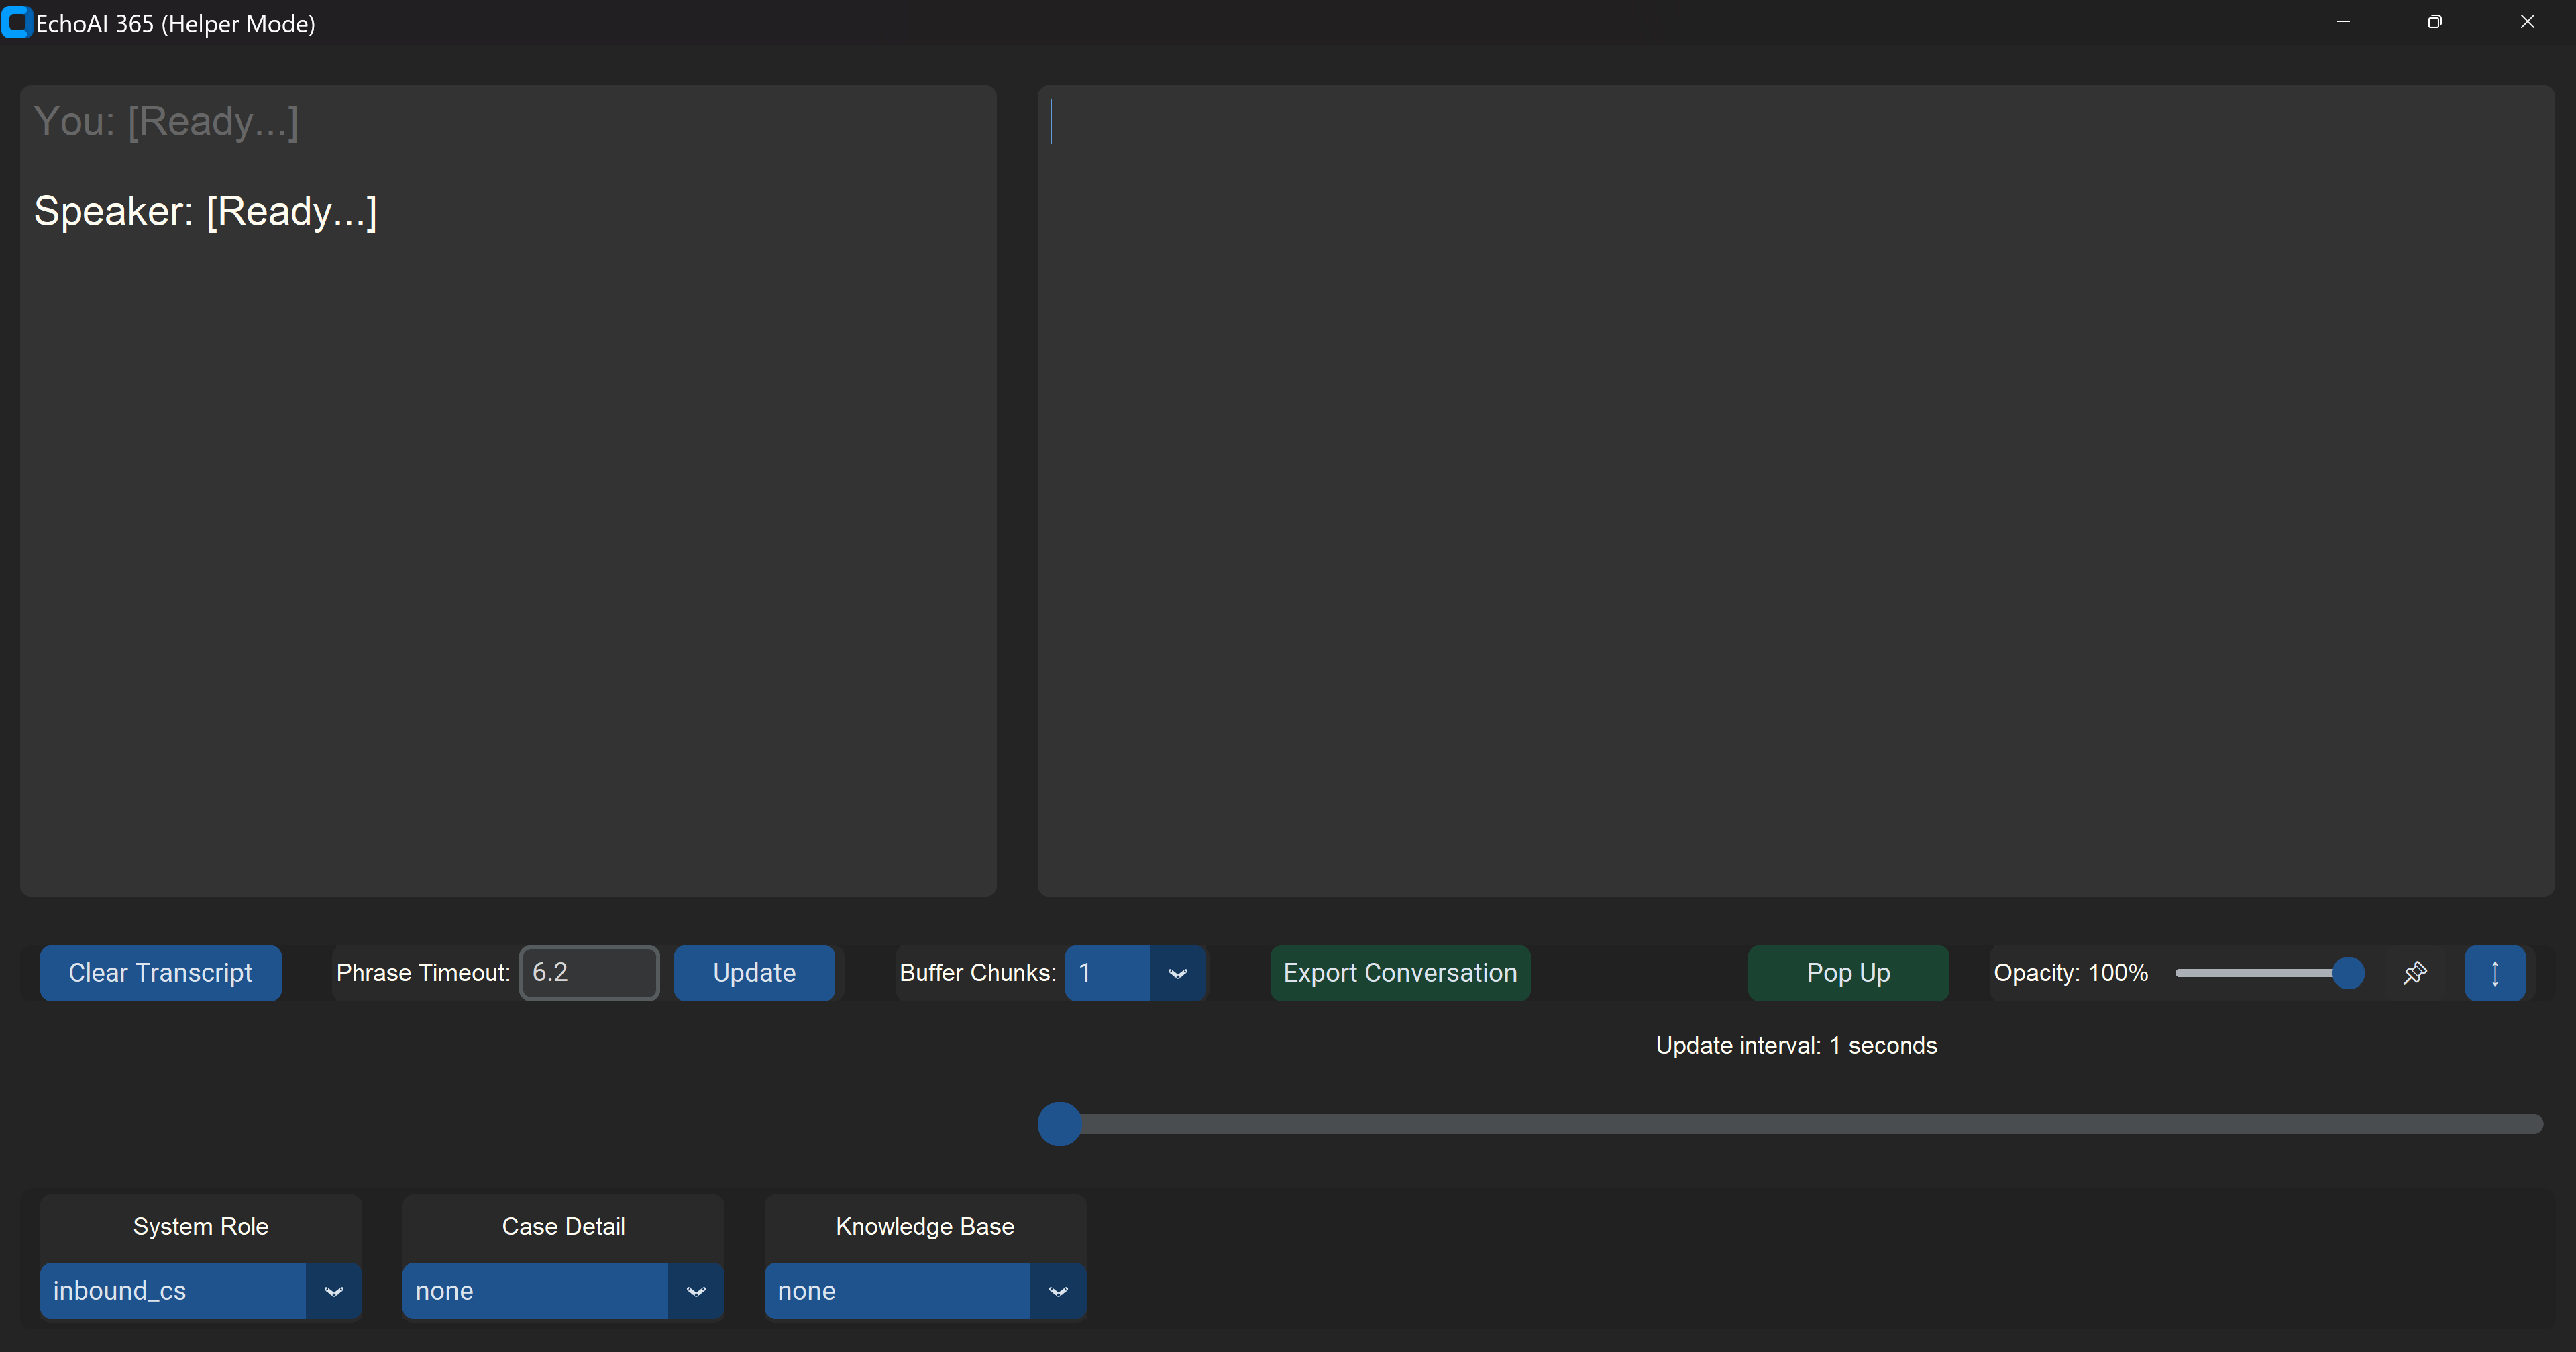 EchoAI 365 (Helper Mode)
You: [Ready...]
Speaker: [Ready...]
Clear Transcript
Phrase Timeout: 6.2
Update
Buffer Chunks: 1
Export Conversation
Pop Up
Opacity: 100%
Update interval: 1 seconds
System Role
Case Detail
Knowledge Base
inbound_cs
none
none